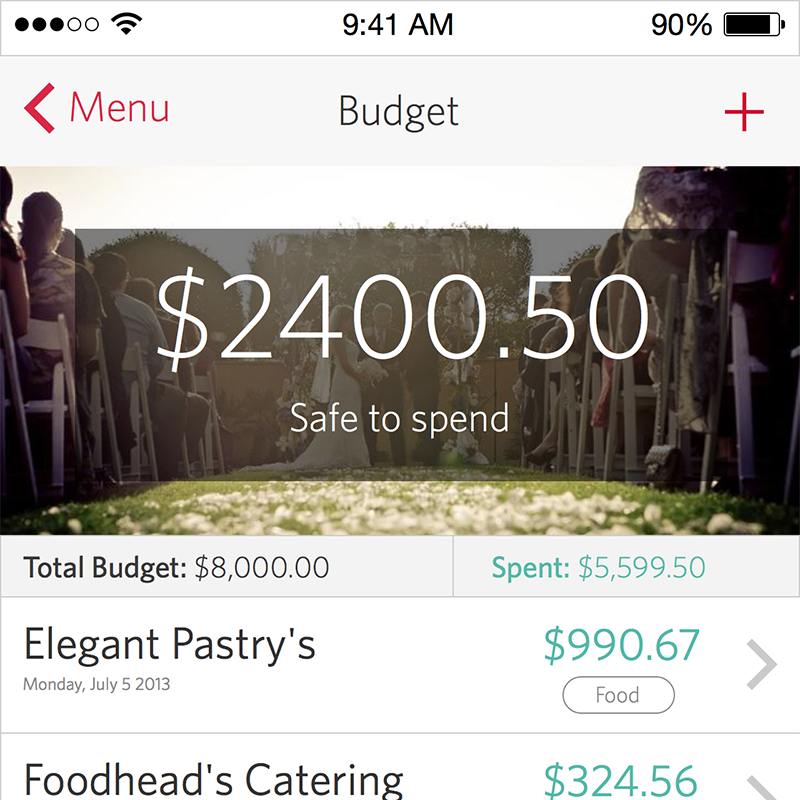 9:41 AM 90%
Menu Budget
$2400.50
Safe to spend
Total Budget: $8,000.00 Spent: $5,599.50
Elegant Pastry's $990.67
Monday, July 5 2013 Food
Foodhead's Catering $324.56